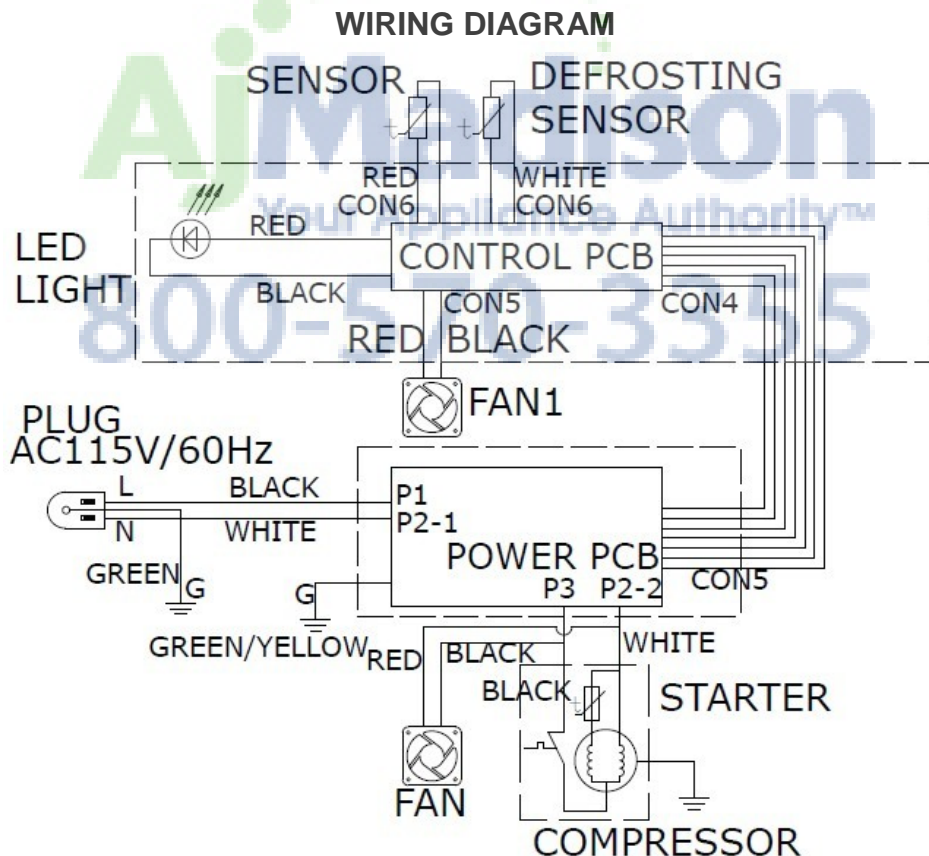 WIRING DIAGRAM
AjMadison
Your Appliance Authority™
800-570-3355
SENSOR
DEFROSTING
SENSOR
t
t
RED
CON6
WHITE
CON6
RED
LED
LIGHT
CONTROL PCB
BLACK
CON5
CON4
RED
BLACK
FAN1
PLUG
AC115V/60Hz
L
BLACK
P1
N
WHITE
P2-1
POWER PCB
GREEN
G
G
P3
P2-2
CON5
GREEN/YELLOW
RED
BLACK
WHITE
BLACK
t
STARTER
FAN
COMPRESSOR